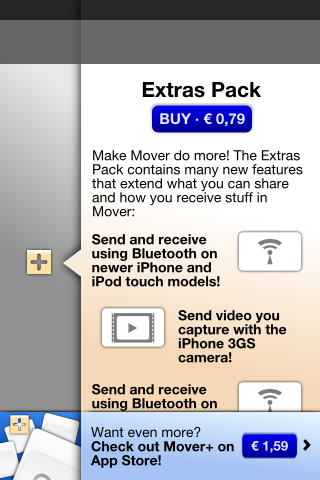 Extras Pack
BUY · € 0,79
Make Mover do more! The Extras
Pack contains many new features
that extend what you can share
and how you receive stuff in
Mover:
Send and receive
using Bluetooth on
newer iPhone and
iPod touch models!
Send video you
capture with the
iPhone 3GS
camera!
Send and receive
using Bluetooth on
Want even more?
Check out Mover+ on
App Store!
€ 1,59